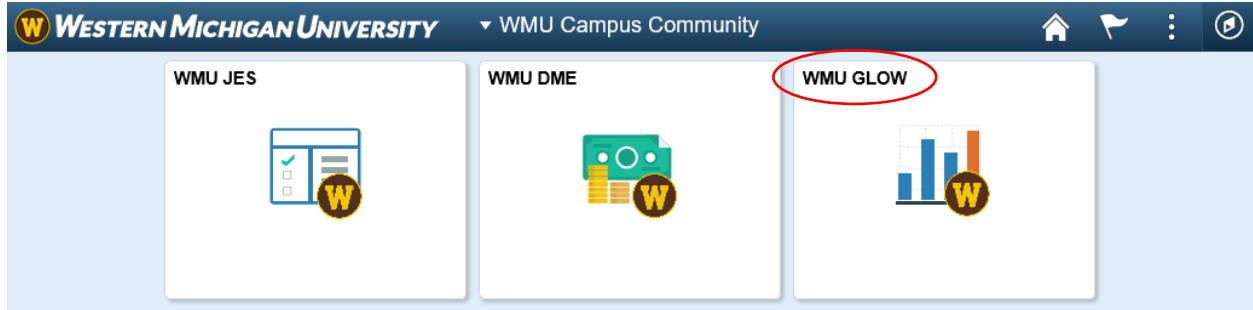 W WESTERN MICHIGAN UNIVERSITY ▾ WMU Campus Community
WMU JES
WMU DME
WMU GLOW
W
W
W